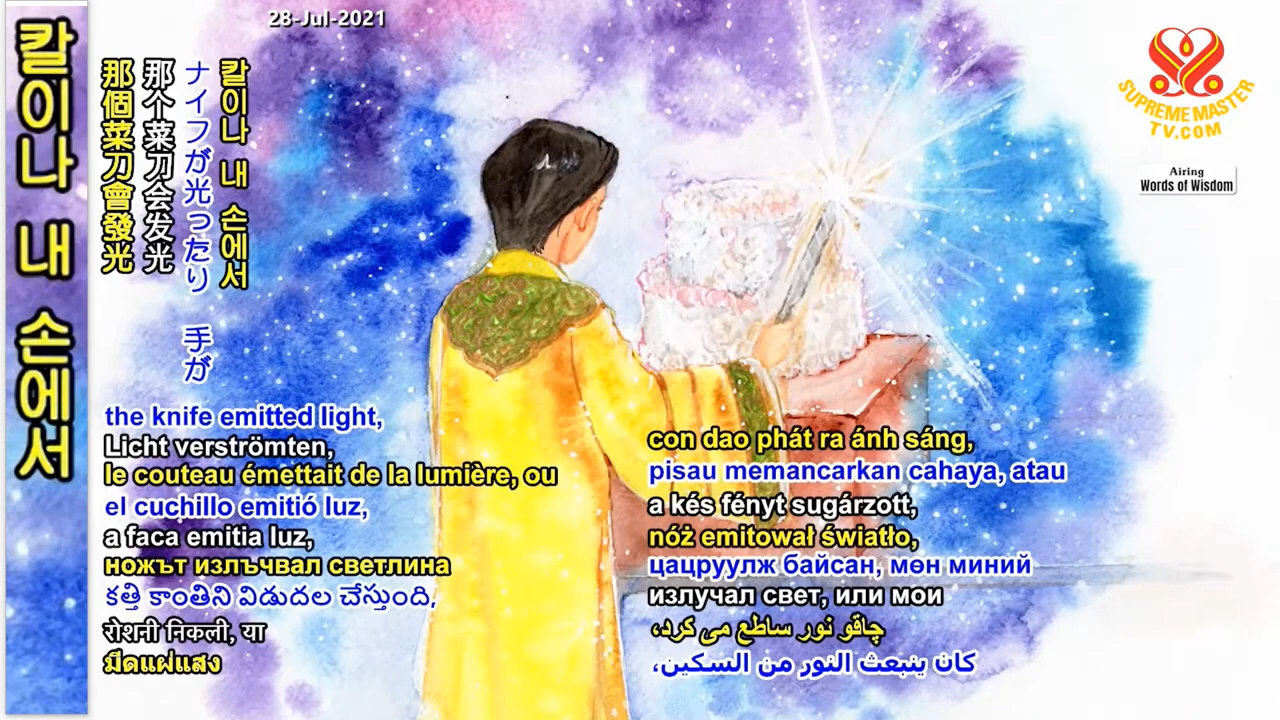 칼이나 내 손에서
28-Jul-2021
칼이나 내 손에서
ナイフが光ったり 手が
那个菜刀会发光
那個菜刀會發光
SUPREME MASTER
TV.COM
Airing
Words of Wisdom
the knife emitted light,
Licht verströmten,
le couteau émettait de la lumière, ou
el cuchillo emitió luz,
a faca emitia luz,
ножът излъчвал светлина
కత్తి కాంతిని విడుదల చేస్తుంది,
रोशनी निकली, या
มีดแผ่แสง
con dao phát ra ánh sáng,
pisau memancarkan cahaya, atau
a kés fényt sugárzott,
nóż emitował światło,
цацруулж байсан, мөн миний
излучал свет, или мои
چاقو نور ساطع می کرد،
كان ينبعث النور من السكين،